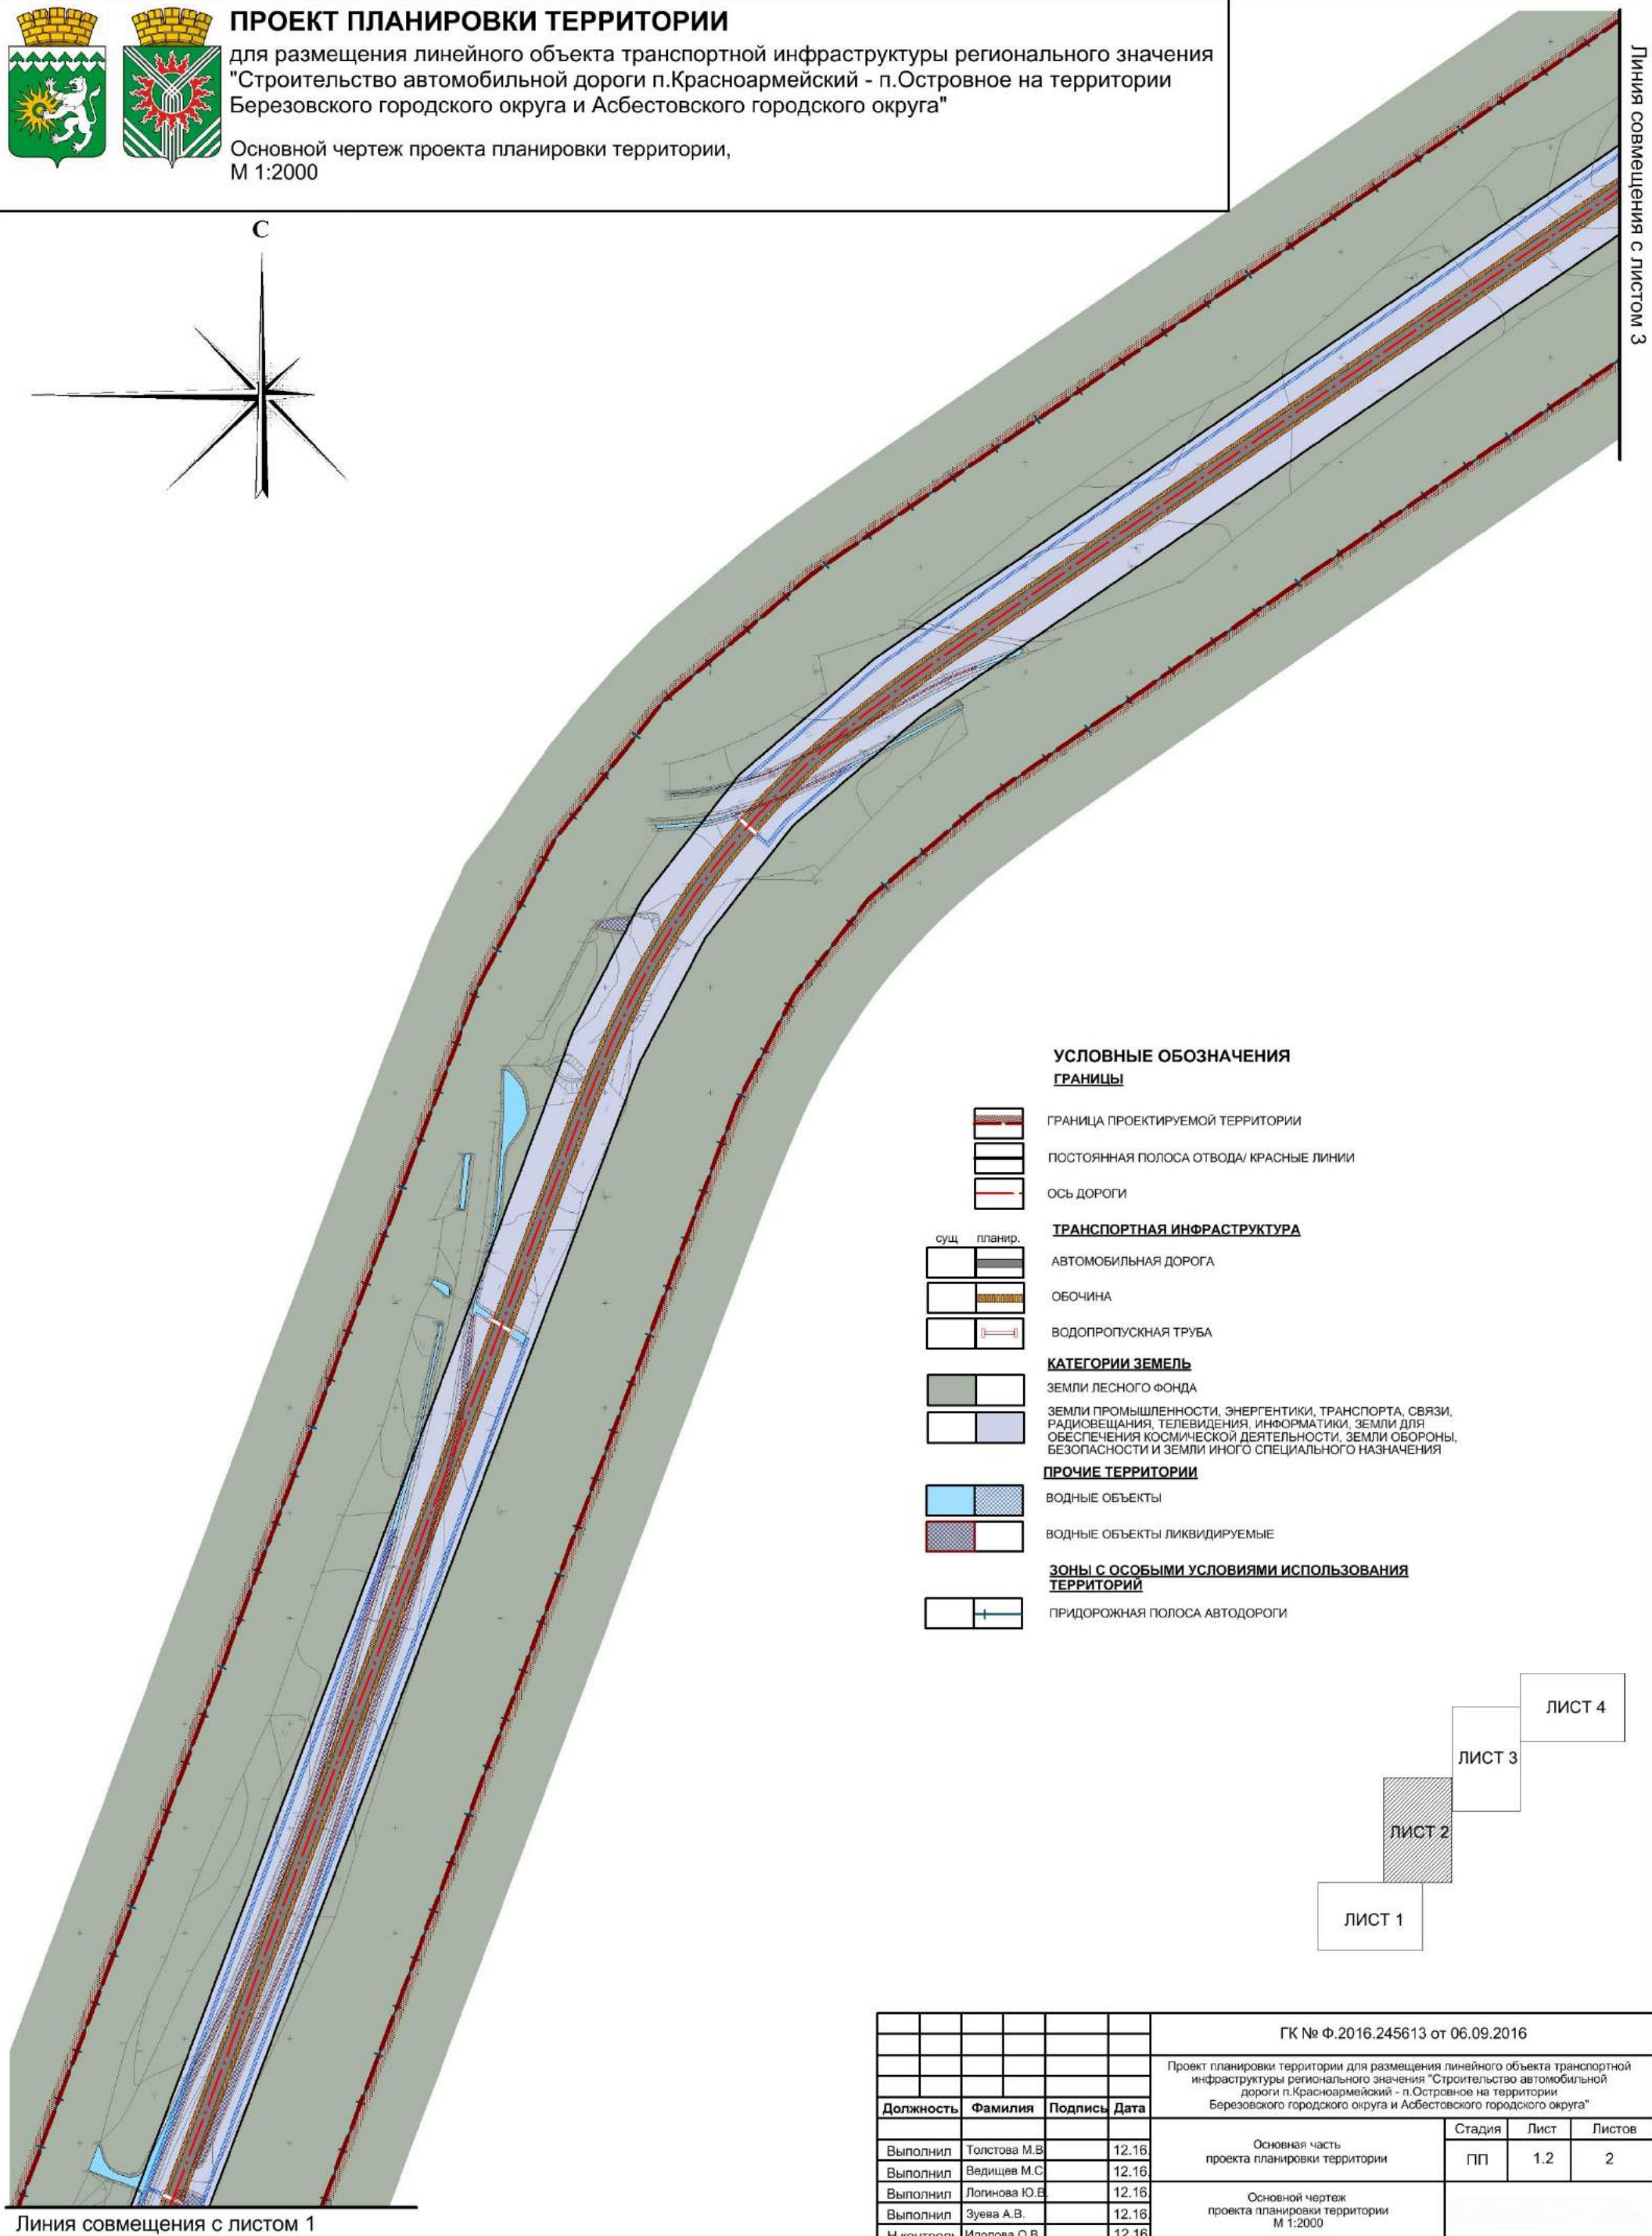 ПРОЕКТ ПЛАНИРОВКИ ТЕРРИТОРИИ
для размещения линейного объекта транспортной инфраструктуры регионального значения
"Строительство автомобильной дороги п.Красноармейский - п.Островное на территории
Березовского городского округа и Асбестовского городского округа"
Основной чертеж проекта планировки территории,
М 1:2000
Линия совмещения с листом 3
С
УСЛОВНЫЕ ОБОЗНАЧЕНИЯ
ГРАНИЦЫ
ГРАНИЦА ПРОЕКТИРУЕМОЙ ТЕРРИТОРИИ
ПОСТОЯННАЯ ПОЛОСА ОТВОДА/ КРАСНЫЕ ЛИНИИ
ОСЬ ДОРОГИ
ТРАНСПОРТНАЯ ИНФРАСТРУКТУРА
сущ планир.
АВТОМОБИЛЬНАЯ ДОРОГА
ОБОЧИНА
ВОДОПРОПУСКНАЯ ТРУБА
КАТЕГОРИИ ЗЕМЕЛЬ
ЗЕМЛИ ЛЕСНОГО ФОНДА
ЗЕМЛИ ПРОМЫШЛЕННОСТИ, ЭНЕРГЕНТИКИ, ТРАНСПОРТА, СВЯЗИ,
РАДИОВЕЩАНИЯ, ТЕЛЕВИДЕНИЯ, ИНФОРМАТИКИ, ЗЕМЛИ ДЛЯ
ОБЕСПЕЧЕНИЯ КОСМИЧЕСКОЙ ДЕЯТЕЛЬНОСТИ, ЗЕМЛИ ОБОРОНЫ,
БЕЗОПАСНОСТИ И ЗЕМЛИ ИНОГО СПЕЦИАЛЬНОГО НАЗНАЧЕНИЯ
ПРОЧИЕ ТЕРРИТОРИИ
ВОДНЫЕ ОБЪЕКТЫ
ВОДНЫЕ ОБЪЕКТЫ ЛИКВИДИРУЕМЫЕ
ЗОНЫ С ОСОБЫМИ УСЛОВИЯМИ ИСПОЛЬЗОВАНИЯ
ТЕРРИТОРИЙ
ПРИДОРОЖНАЯ ПОЛОСА АВТОДОРОГИ
ЛИСТ 4
ЛИСТ 3
ЛИСТ 2
ЛИСТ 1
ГК № Ф.2016.245613 от 06.09.2016
Проект планировки территории для размещения линейного объекта транспортной
инфраструктуры регионального значения "Строительство автомобильной
дороги п.Красноармейский - п.Островное на территории
Березовского городского округа и Асбестовского городского округа"
Должность Фамилия Подпись Дата
Стадия Лист Листов
Основная часть
проекта планировки территории
ПП 1.2 2
Выполнил Толстова М.В 12.16.
Выполнил Ведищев М.С 12.16.
Выполнил Логинова Ю.В 12.16.
Выполнил Зуева А.В. 12.16.
Основной чертеж
проекта планировки территории
М 1:2000
Н.контроль О.В. 12.16
Линия совмещения с листом 1